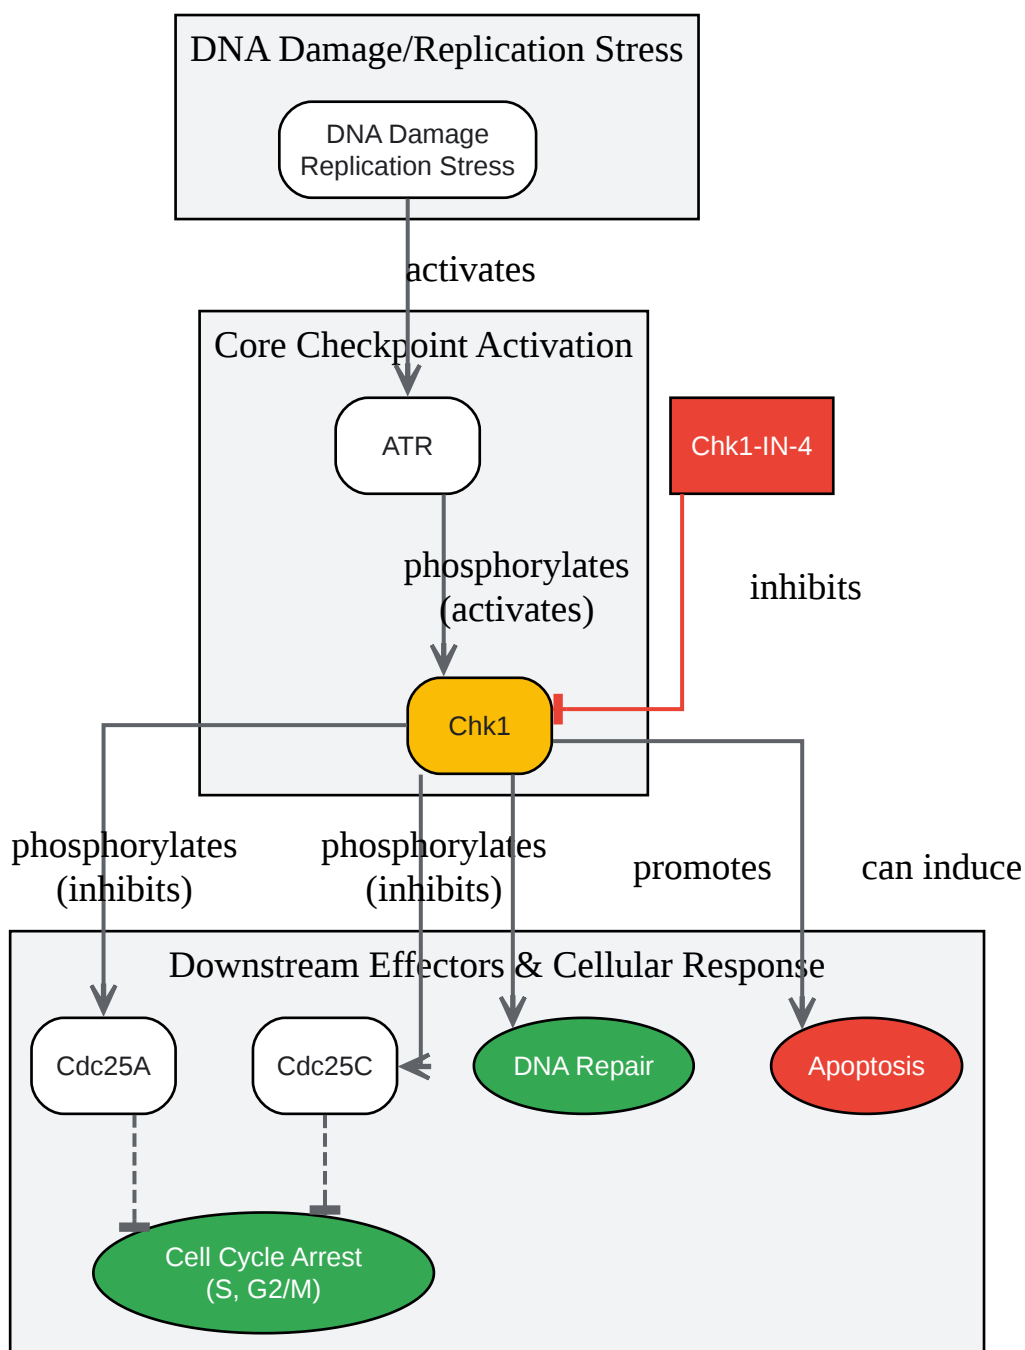 DNA Damage/Replication Stress
DNA Damage
Replication Stress
activates
Core Checkpoint Activation
ATR
Chk1-IN-4
phosphorylates
(activates)
inhibits
Chk1
phosphorylates
(inhibits)
phosphorylates
(inhibits)
promotes
can induce
Downstream Effectors & Cellular Response
Cdc25A
Cdc25C
DNA Repair
Apoptosis
Cell Cycle Arrest
(S, G2/M)